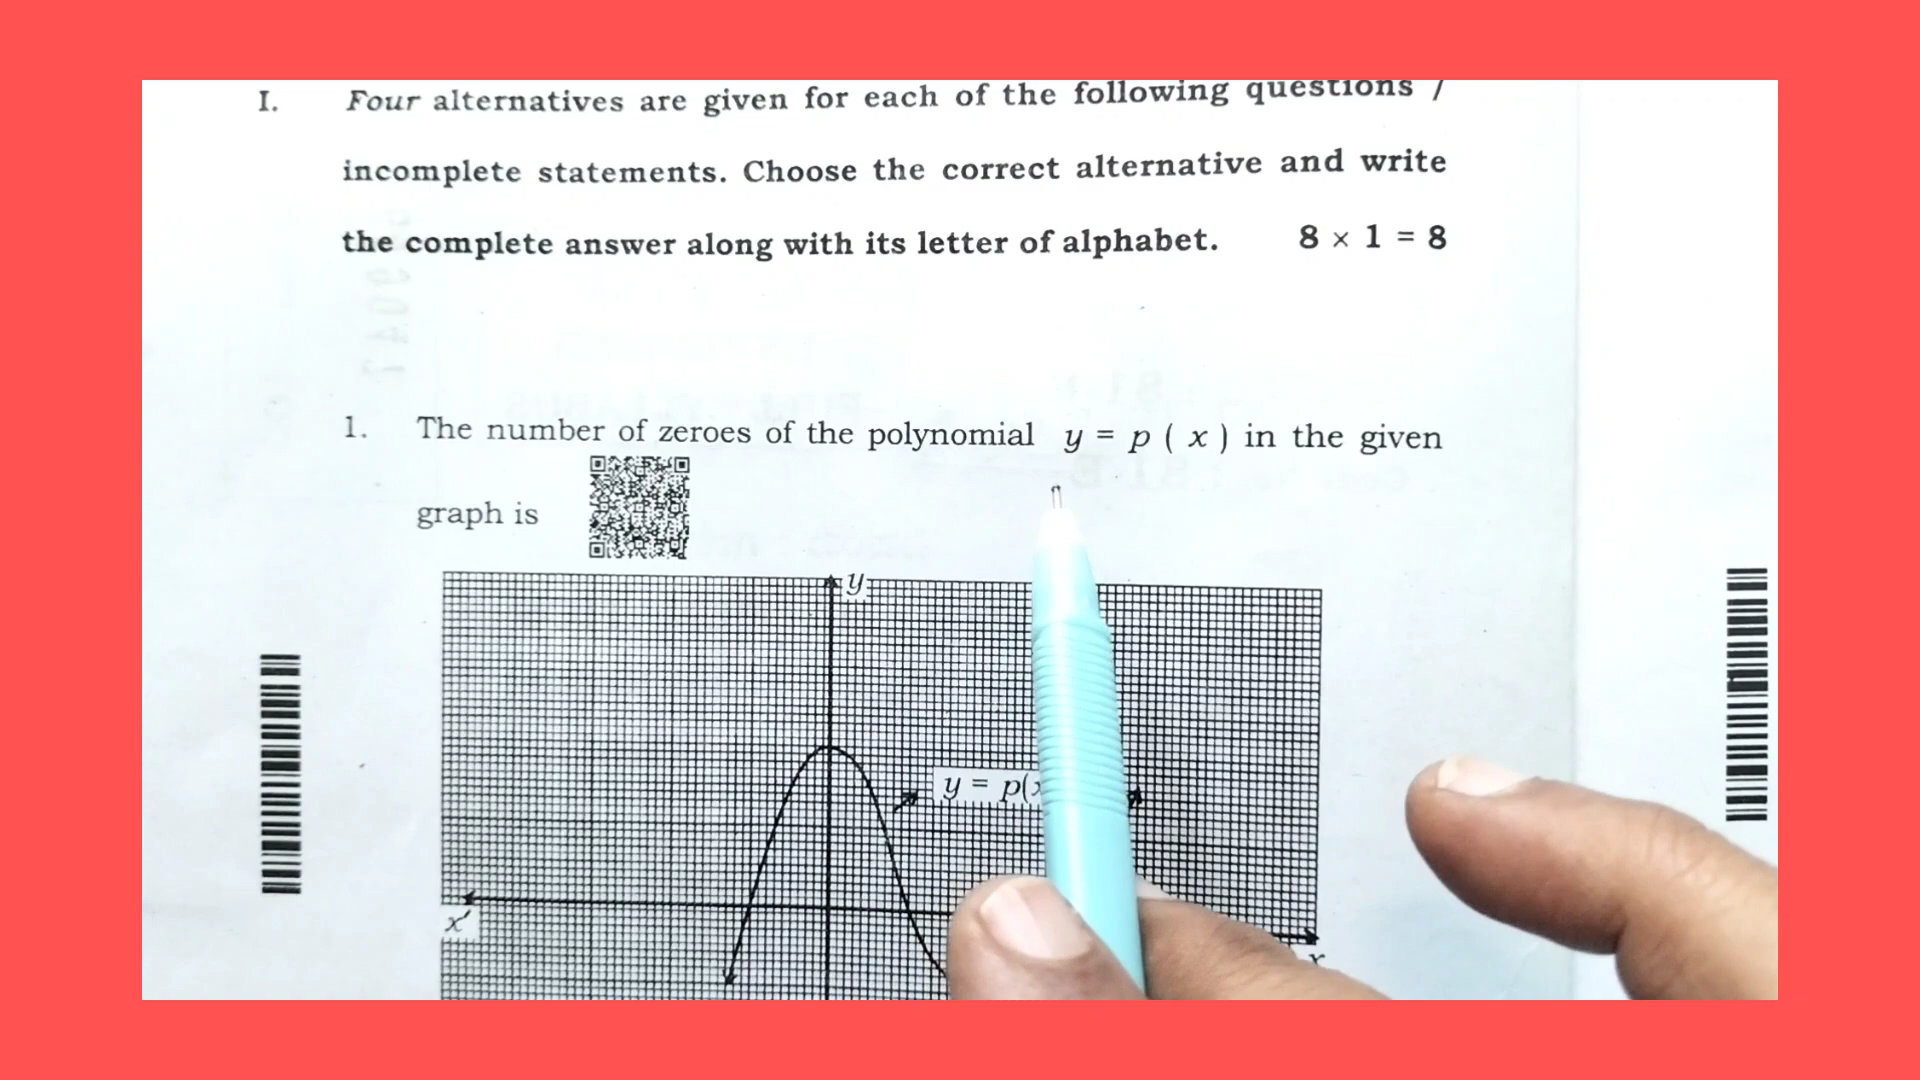 I. Four alternatives are given for each of the following questions /
incomplete statements. Choose the correct alternative and write
the complete answer along with its letter of alphabet. 8 × 1 = 8
1. The number of zeroes of the polynomial y = p ( x ) in the given
graph is
y
y = p(x
x'
x